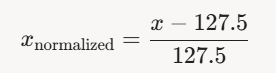 x_normalized = (x − 127.5) / 127.5